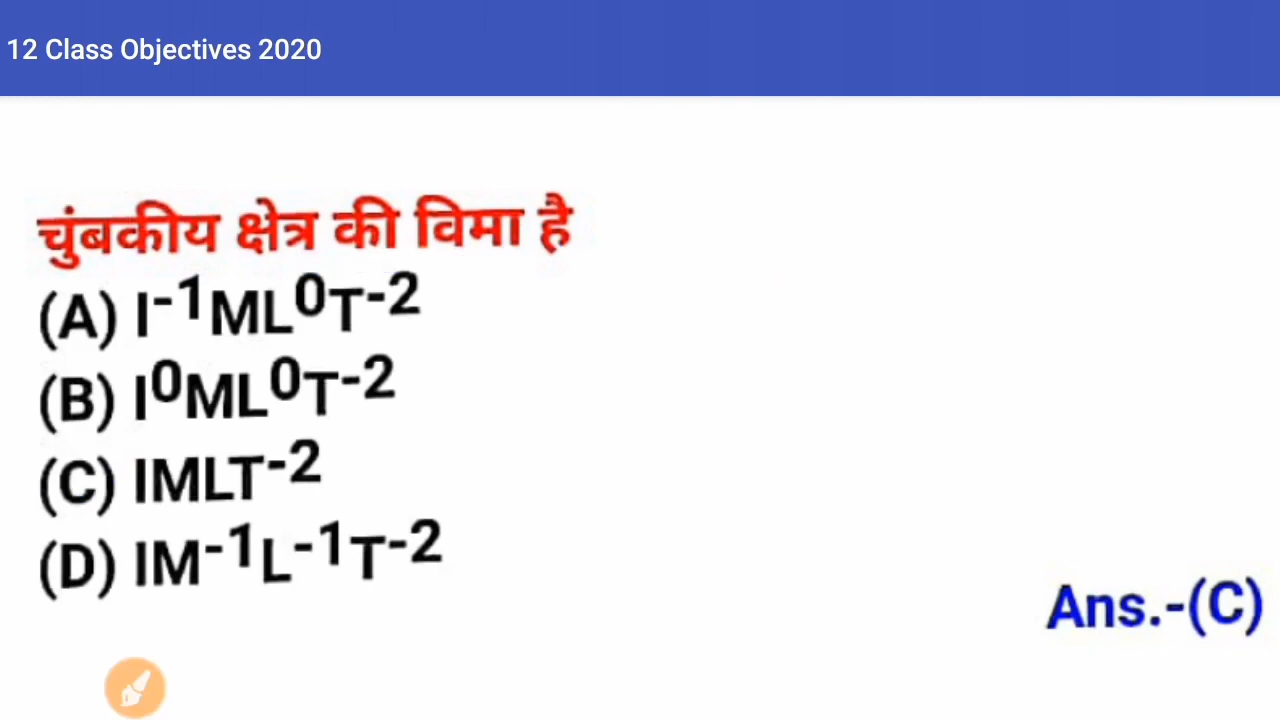 12 Class Objectives 2020
चुंबकीय क्षेत्र की विमा है
(A) I⁻¹ML⁰T⁻²
(B) I⁰ML⁰T⁻²
(C) IMLT⁻²
(D) IM⁻¹L⁻¹T⁻²
Ans.-(C)